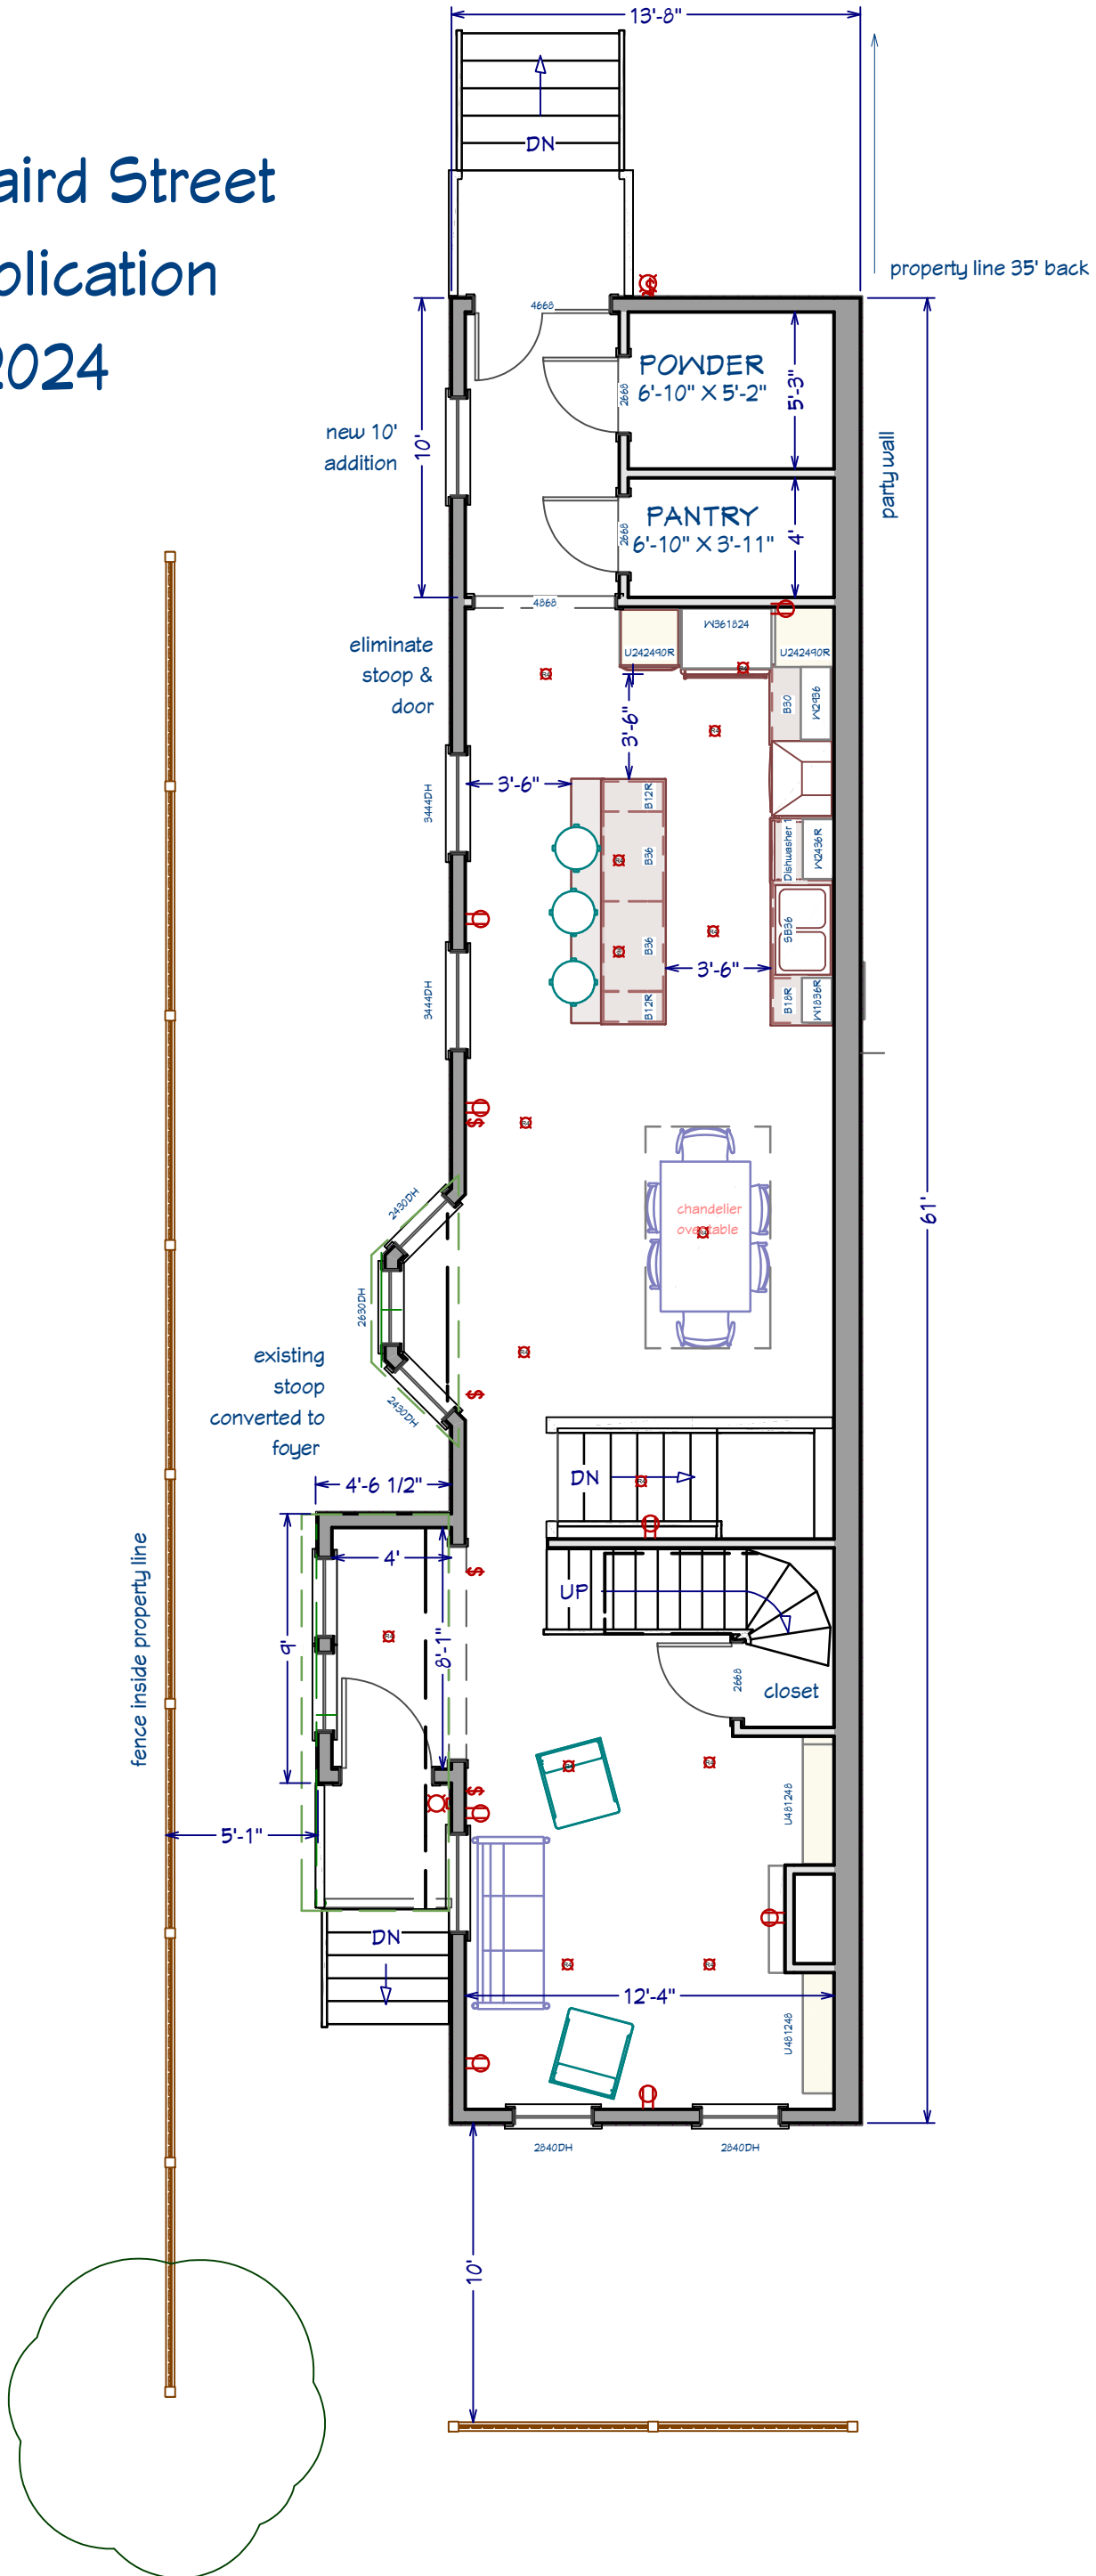 13'-8"
DN
aird Street
plication
2024
property line 35' back
4668
POWDER
6'-10" X 5'-2"
5'-3"
2668
new 10'
addition
10'
party wall
PANTRY
6'-10" X 3'-11"
4'
2668
4868
eliminate
stoop &
door
U242490R
W361824
U242490R
3'-6"
B30
W2936
3'-6"
3444DH
B12R
B36
Dishwasher 1
W2436R
SB36
B36
3'-6"
3444DH
B12R
B18R
W1836R
61'
2430DH
chandelier
over table
2630DH
existing
stoop
converted to
foyer
2430DH
4'-6 1/2"
DN
4'
UP
9'
8'-1"
fence inside property line
2668
closet
U481248
5'-1"
DN
12'-4"
U481248
2840DH
2840DH
10'